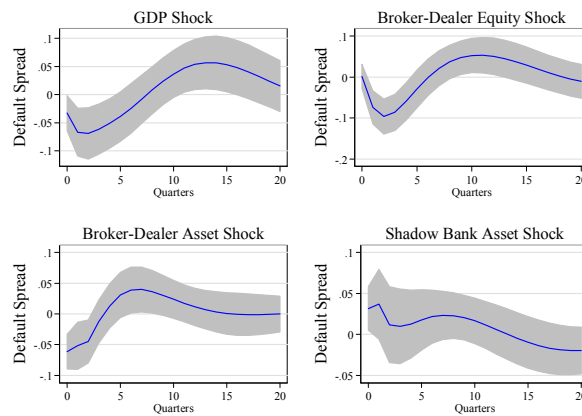 GDP Shock
Default Spread
.1
.05
0
-.05
-.1
0 5 10 15 20
Quarters
Broker-Dealer Equity Shock
Default Spread
.1
0
-.1
-.2
0 5 10 15 20
Quarters
Broker-Dealer Asset Shock
Default Spread
.1
.05
0
-.05
-.1
0 5 10 15 20
Quarters
Shadow Bank Asset Shock
Default Spread
.1
.05
0
-.05
0 5 10 15 20
Quarters